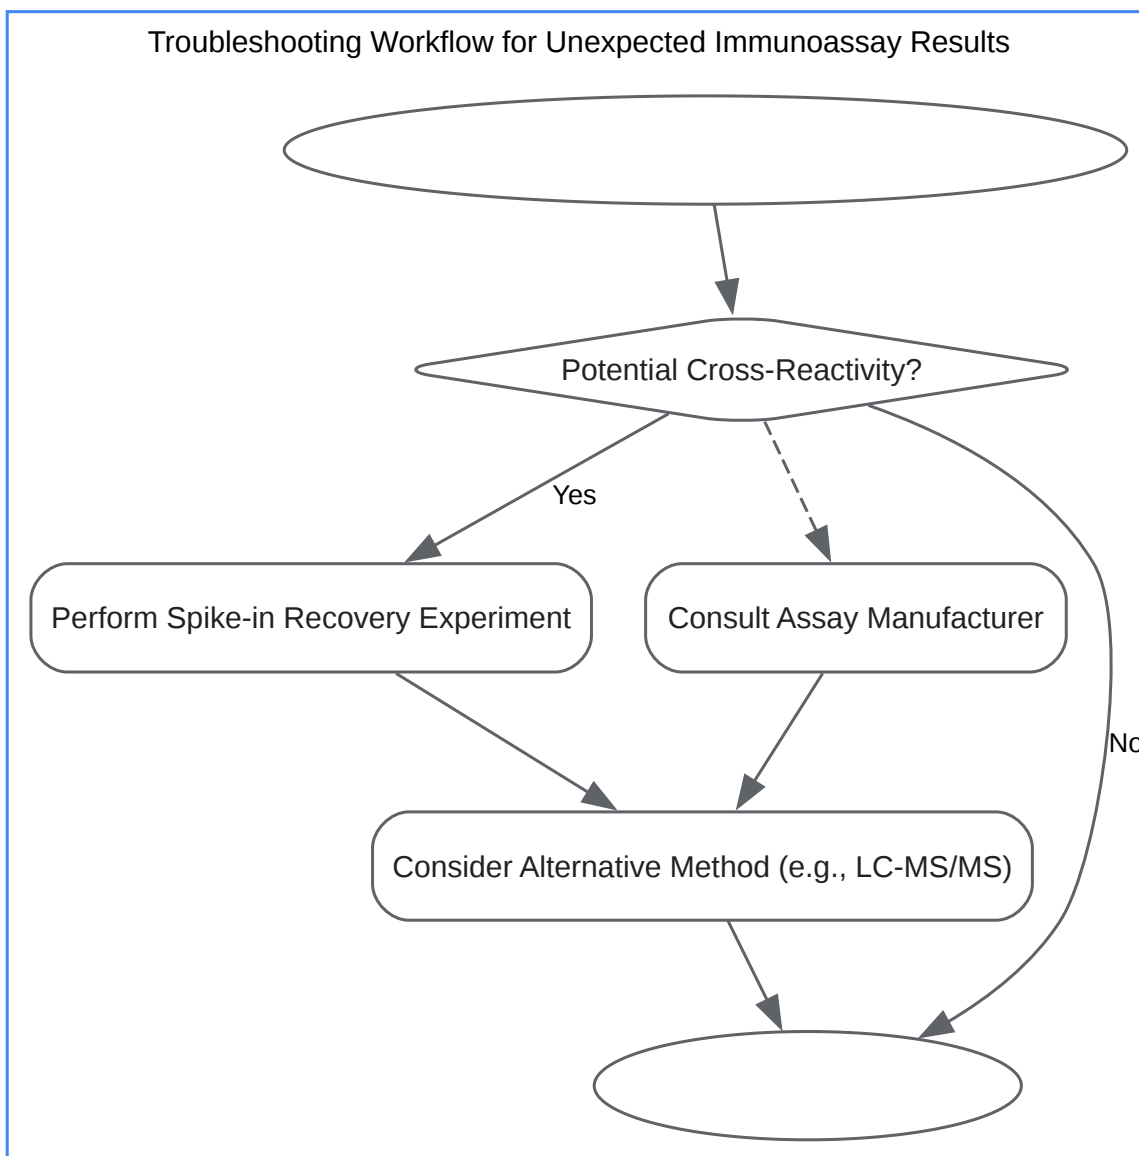 Troubleshooting Workflow for Unexpected Immunoassay Results
Potential Cross-Reactivity?
Yes
Perform Spike-in Recovery Experiment
Consult Assay Manufacturer
No
Consider Alternative Method (e.g., LC-MS/MS)